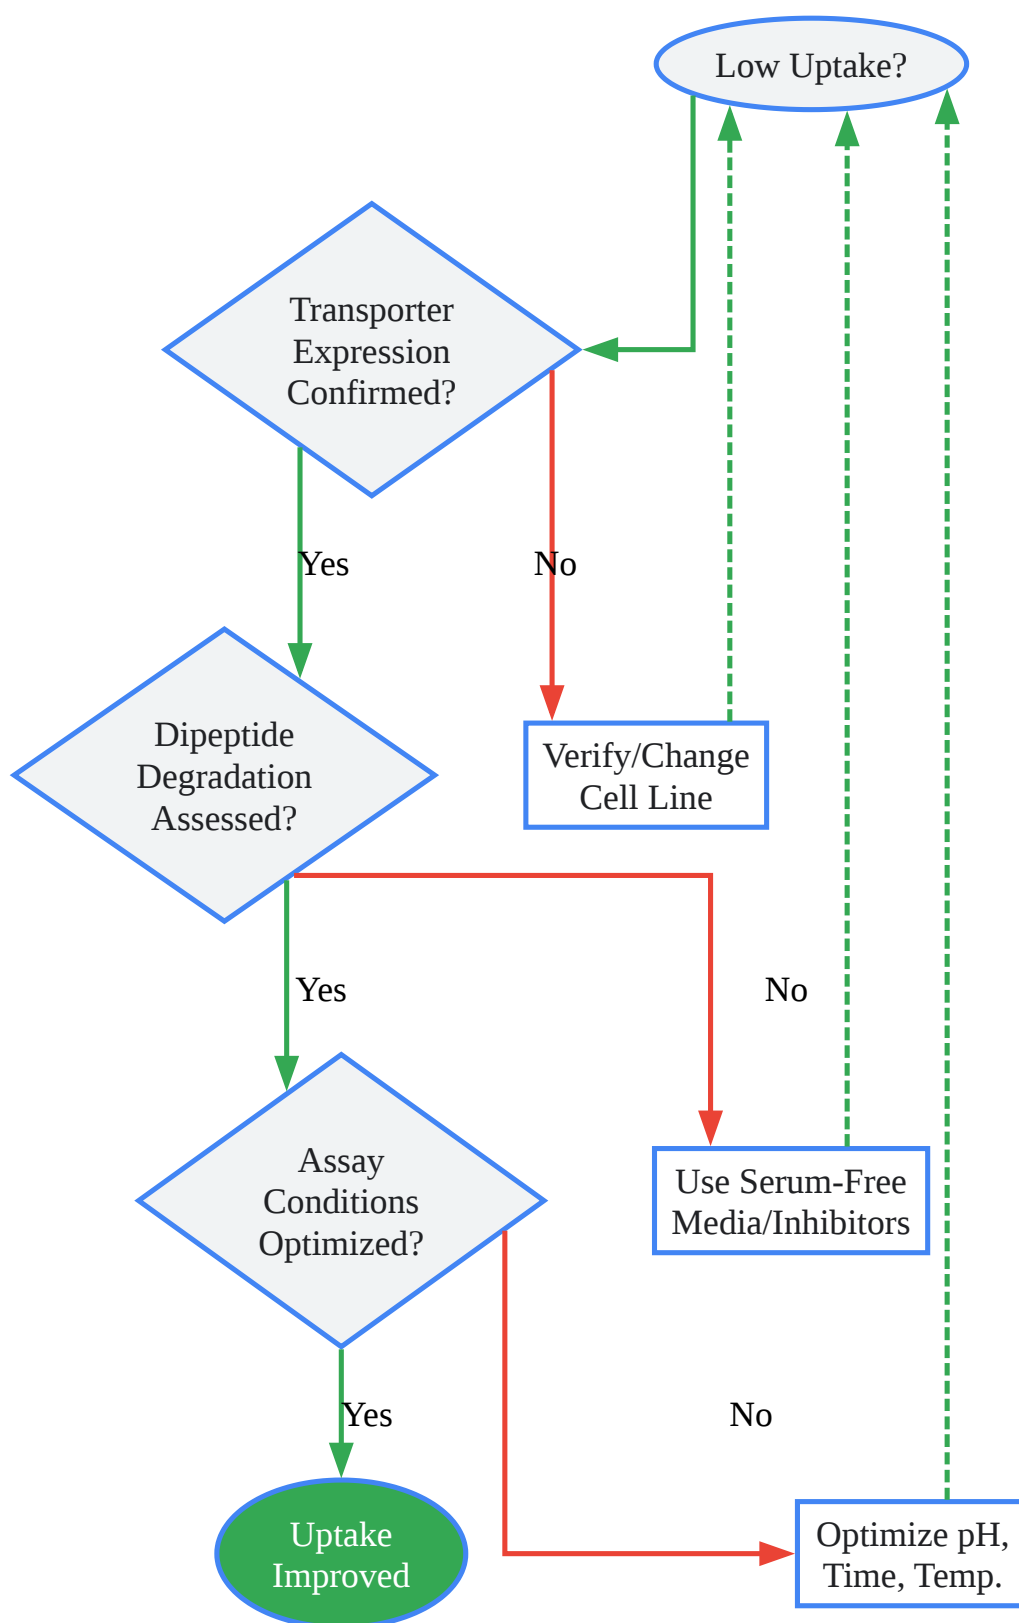 Low Uptake?
Transporter
Expression
Confirmed?
Yes
No
Dipeptide
Degradation
Assessed?
Verify/Change
Cell Line
Yes
No
Assay
Conditions
Optimized?
Use Serum-Free
Media/Inhibitors
Yes
No
Uptake
Improved
Optimize pH,
Time, Temp.